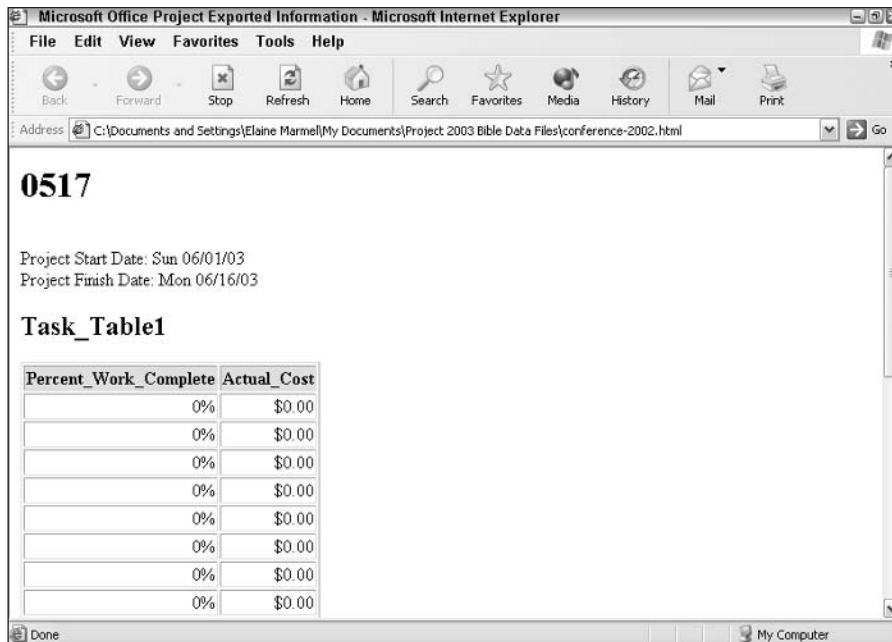 Microsoft Office Project Exported Information - Microsoft Internet Explorer
File Edit View Favorites Tools Help
Back Forward Stop Refresh Home Search Favorites Media History Mail Print
Address C:\Documents and Settings\Elaine Marmel\My Documents\Project 2003 Bible Data Files\conference-2002.html Go
0517
Project Start Date: Sun 06/01/03
Project Finish Date: Mon 06/16/03
Task_Table1
Percent_Work_Complete Actual_Cost
0% $0.00
0% $0.00
0% $0.00
0% $0.00
0% $0.00
0% $0.00
0% $0.00
0% $0.00
Done My Computer